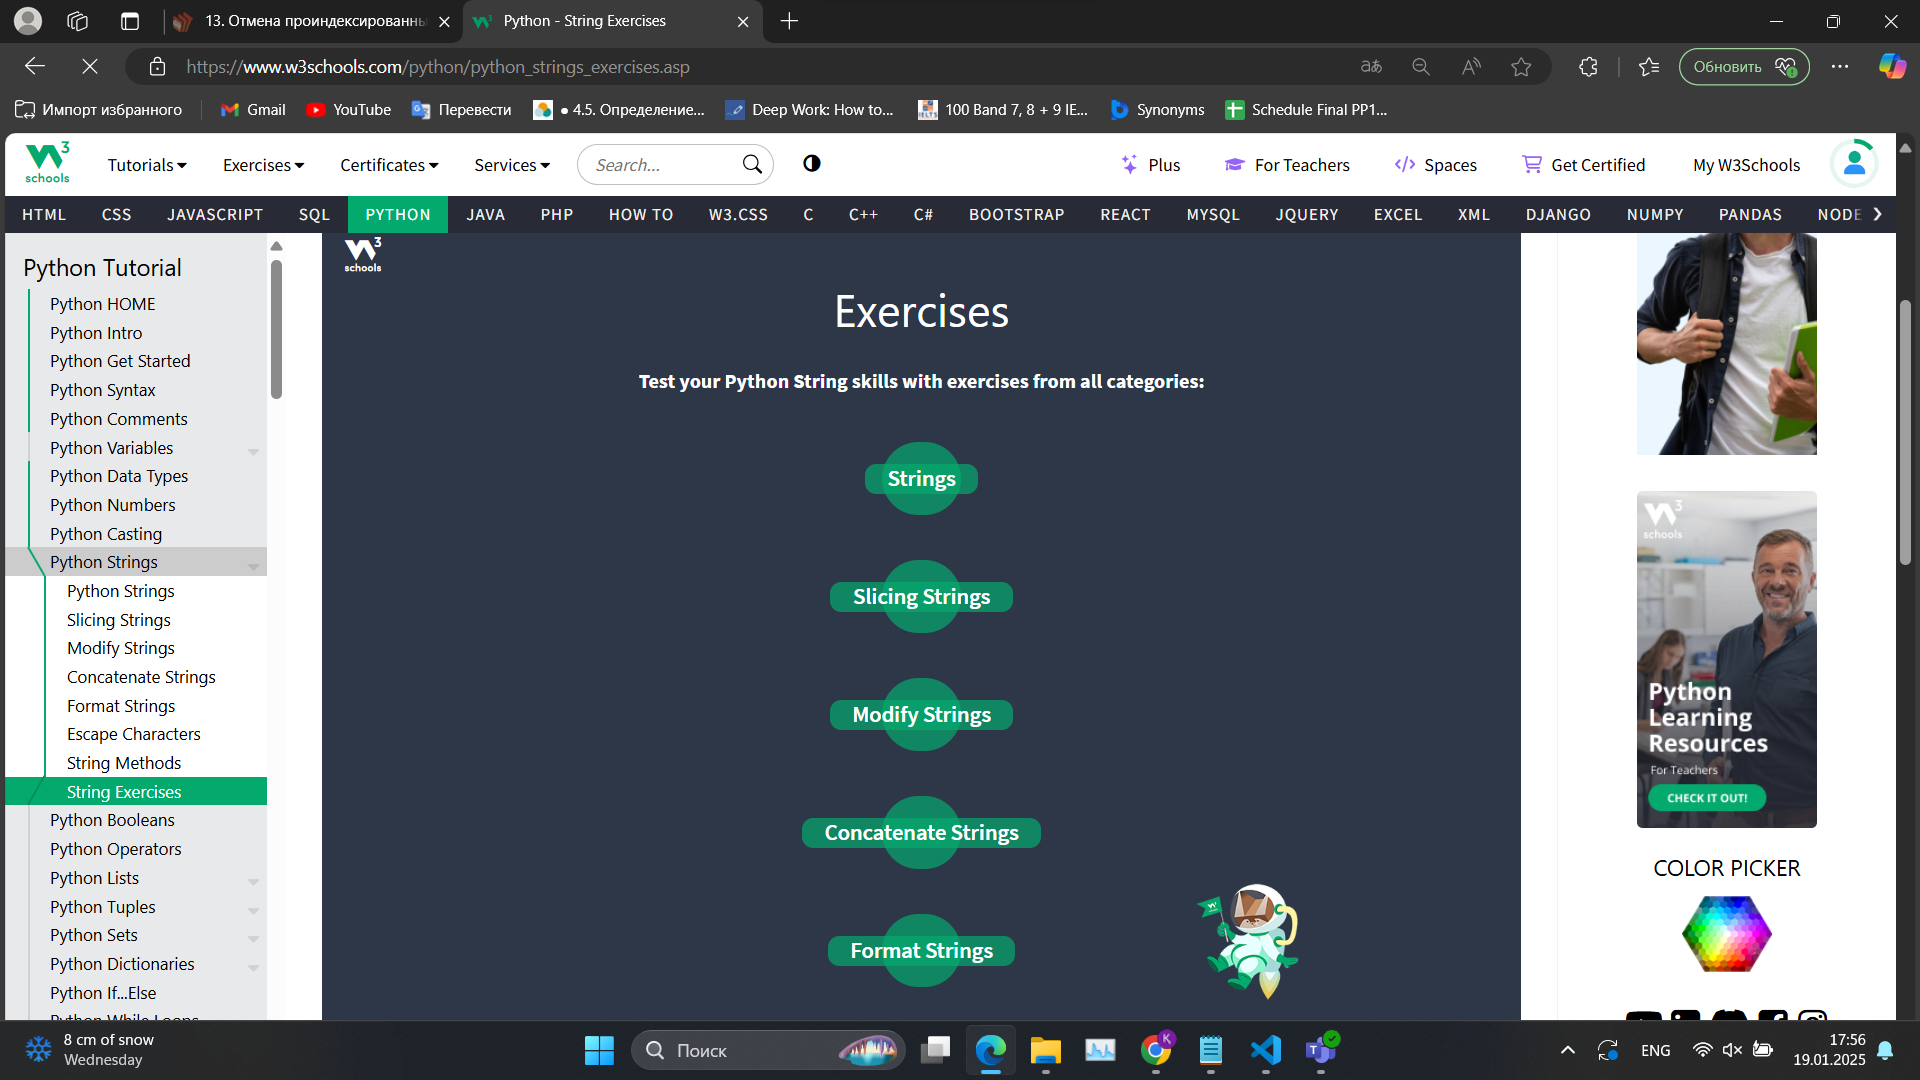 13. Отмена проиндексированны
Python - String Exercises
https://www.w3schools.com/python/python_strings_exercises.asp
Обновить
Импорт избранного
Gmail
YouTube
Перевести
● 4.5. Определение...
Deep Work: How to...
100 Band 7, 8 + 9 IE...
Synonyms
Schedule Final PP1...
W3 schools
Tutorials
Exercises
Certificates
Services
Search...
Plus
For Teachers
Spaces
Get Certified
My W3Schools
HTML
CSS
JAVASCRIPT
SQL
PYTHON
JAVA
PHP
HOW TO
W3.CSS
C
C++
C#
BOOTSTRAP
REACT
MYSQL
JQUERY
EXCEL
XML
DJANGO
NUMPY
PANDAS
NODE
Python Tutorial
Python HOME
Python Intro
Python Get Started
Python Syntax
Python Comments
Python Variables
Python Data Types
Python Numbers
Python Casting
Python Strings
Python Strings
Slicing Strings
Modify Strings
Concatenate Strings
Format Strings
Escape Characters
String Methods
String Exercises
Python Booleans
Python Operators
Python Lists
Python Tuples
Python Sets
Python Dictionaries
Python If...Else
Python While Loops
W3 schools
Exercises
Test your Python String skills with exercises from all categories:
Strings
Slicing Strings
Modify Strings
Concatenate Strings
Format Strings
W3 schools
Python
Learning
Resources
For Teachers
CHECK IT OUT!
COLOR PICKER
8 cm of snow
Wednesday
Поиск
K
ENG
17:56
19.01.2025